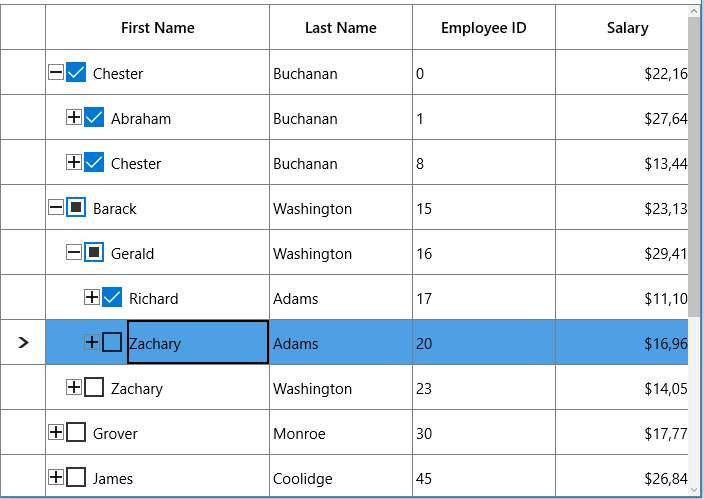 First Name Last Name Employee ID Salary
Chester Buchanan 0 $22,16
Abraham Buchanan 1 $27,64
Chester Buchanan 8 $13,44
Barack Washington 15 $23,13
Gerald Washington 16 $29,41
Richard Adams 17 $11,10
Zachary Adams 20 $16,96
Zachary Washington 23 $14,05
Grover Monroe 30 $17,77
James Coolidge 45 $26,84